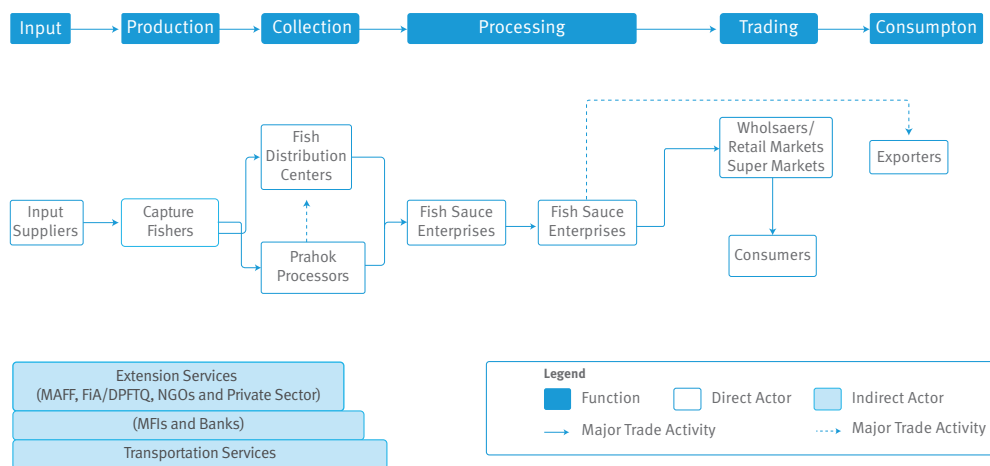 Input
Production
Collection
Processing
Trading
Consumpton
Fish
Distribution
Centers
Wholsaers/
Retail Markets
Super Markets
Exporters
Input
Suppliers
Capture
Fishers
Fish Sauce
Enterprises
Fish Sauce
Enterprises
Prahok
Processors
Consumers
Extension Services
(MAFF, FiA/DPFTQ, NGOs and Private Sector)
(MFIs and Banks)
Transportation Services
Legend
Function
Direct Actor
Indirect Actor
Major Trade Activity
Major Trade Activity